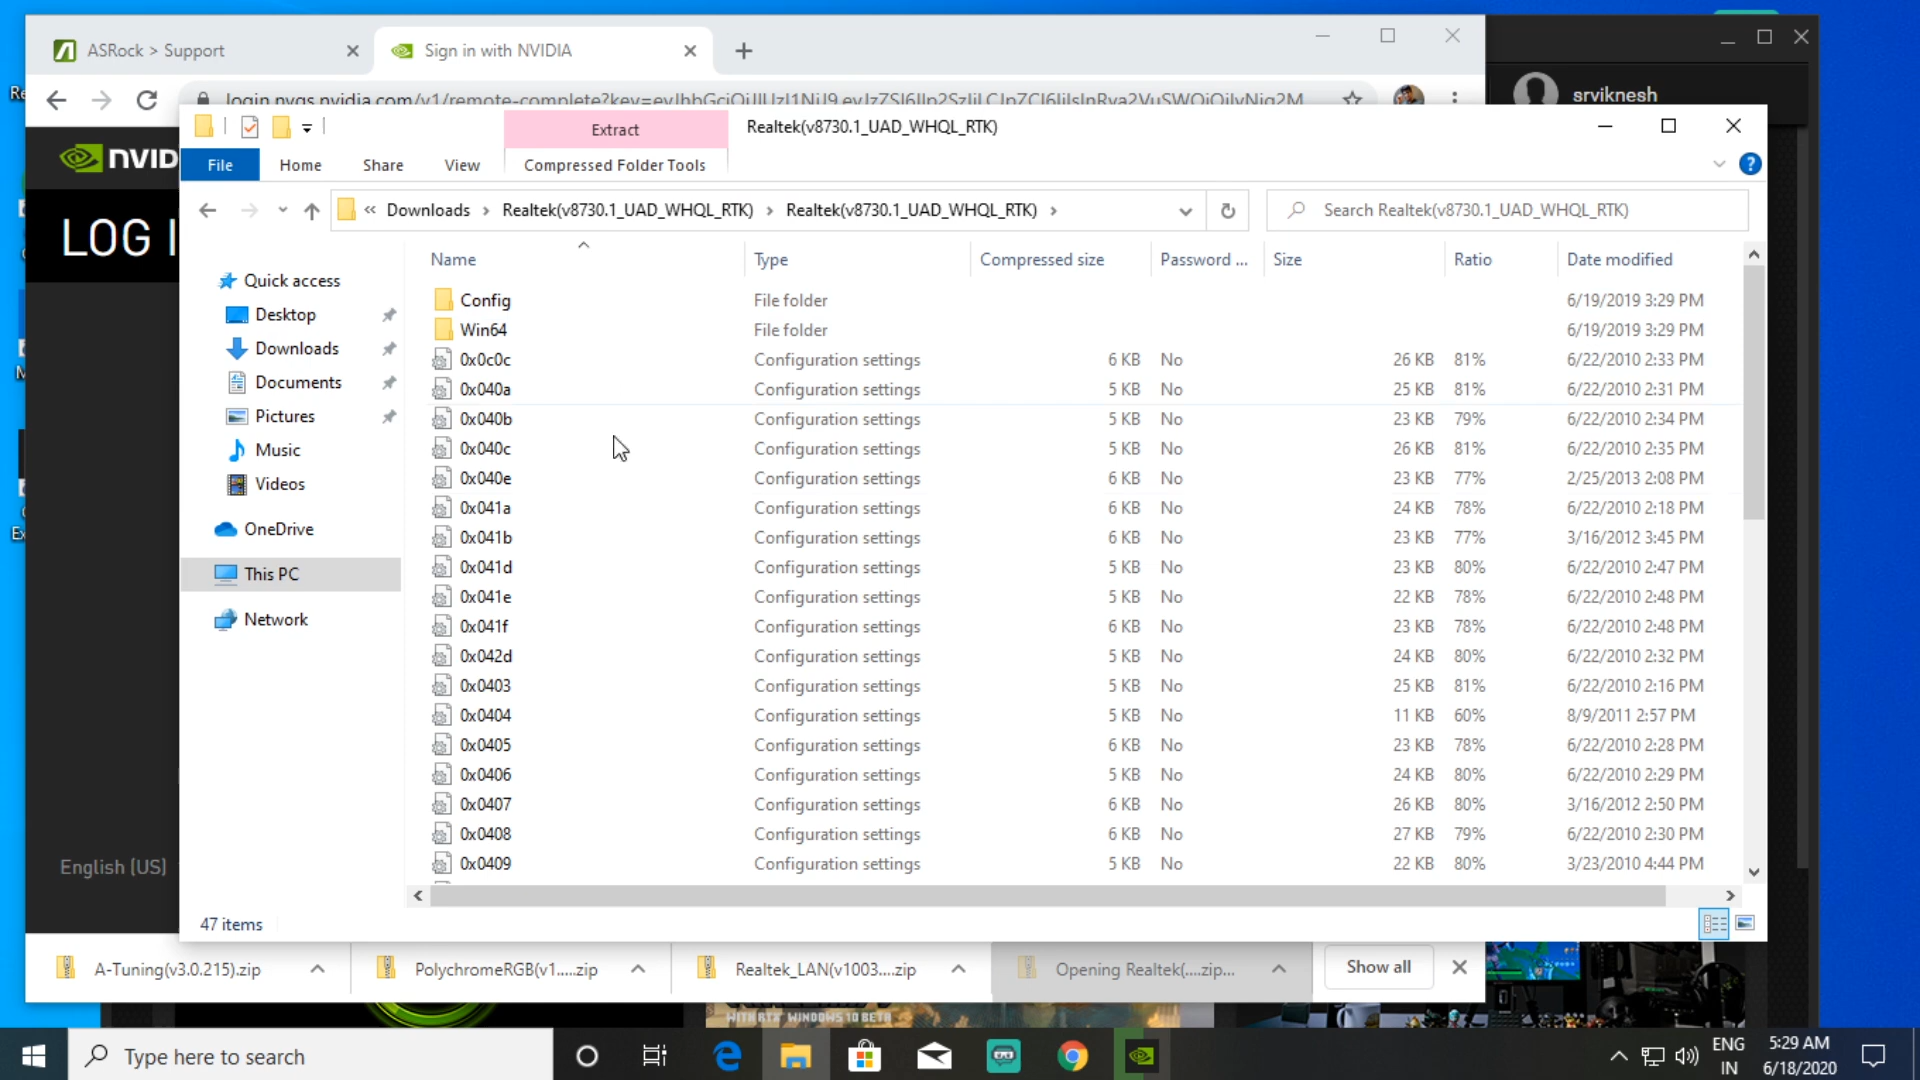 ASRock > Support
Sign in with NVIDIA
srviknesh
NVID
LOG I
English (US)
Extract
Realtek(v8730.1_UAD_WHQL_RTK)
File
Home
Share
View
Compressed Folder Tools
« Downloads › Realtek(v8730.1_UAD_WHQL_RTK) › Realtek(v8730.1_UAD_WHQL_RTK) ›
Search Realtek(v8730.1_UAD_WHQL_RTK)
Quick access
Desktop
Downloads
Documents
Pictures
Music
Videos
OneDrive
This PC
Network
Name Type Compressed size Password ... Size Ratio Date modified
Config File folder 6/19/2019 3:29 PM
Win64 File folder 6/19/2019 3:29 PM
0x0c0c Configuration settings 6 KB No 26 KB 81% 6/22/2010 2:33 PM
0x040a Configuration settings 5 KB No 25 KB 81% 6/22/2010 2:31 PM
0x040b Configuration settings 5 KB No 23 KB 79% 6/22/2010 2:34 PM
0x040c Configuration settings 5 KB No 26 KB 81% 6/22/2010 2:35 PM
0x040e Configuration settings 6 KB No 23 KB 77% 2/25/2013 2:08 PM
0x041a Configuration settings 6 KB No 24 KB 78% 6/22/2010 2:18 PM
0x041b Configuration settings 6 KB No 23 KB 77% 3/16/2012 3:45 PM
0x041d Configuration settings 5 KB No 23 KB 80% 6/22/2010 2:47 PM
0x041e Configuration settings 5 KB No 22 KB 78% 6/22/2010 2:48 PM
0x041f Configuration settings 6 KB No 23 KB 78% 6/22/2010 2:48 PM
0x042d Configuration settings 5 KB No 24 KB 80% 6/22/2010 2:32 PM
0x0403 Configuration settings 5 KB No 25 KB 81% 6/22/2010 2:16 PM
0x0404 Configuration settings 5 KB No 11 KB 60% 8/9/2011 2:57 PM
0x0405 Configuration settings 6 KB No 23 KB 78% 6/22/2010 2:28 PM
0x0406 Configuration settings 5 KB No 24 KB 80% 6/22/2010 2:29 PM
0x0407 Configuration settings 6 KB No 26 KB 80% 3/16/2012 2:50 PM
0x0408 Configuration settings 6 KB No 27 KB 79% 6/22/2010 2:30 PM
0x0409 Configuration settings 5 KB No 22 KB 80% 3/23/2010 4:44 PM
47 items
A-Tuning(v3.0.215).zip
PolychromeRGB(v1.....zip
Realtek_LAN(v1003....zip
Opening Realtek(....zip...
Show all
WITH RTX WINDOWS 10 BETA
Type here to search
ENG
IN
5:29 AM
6/18/2020